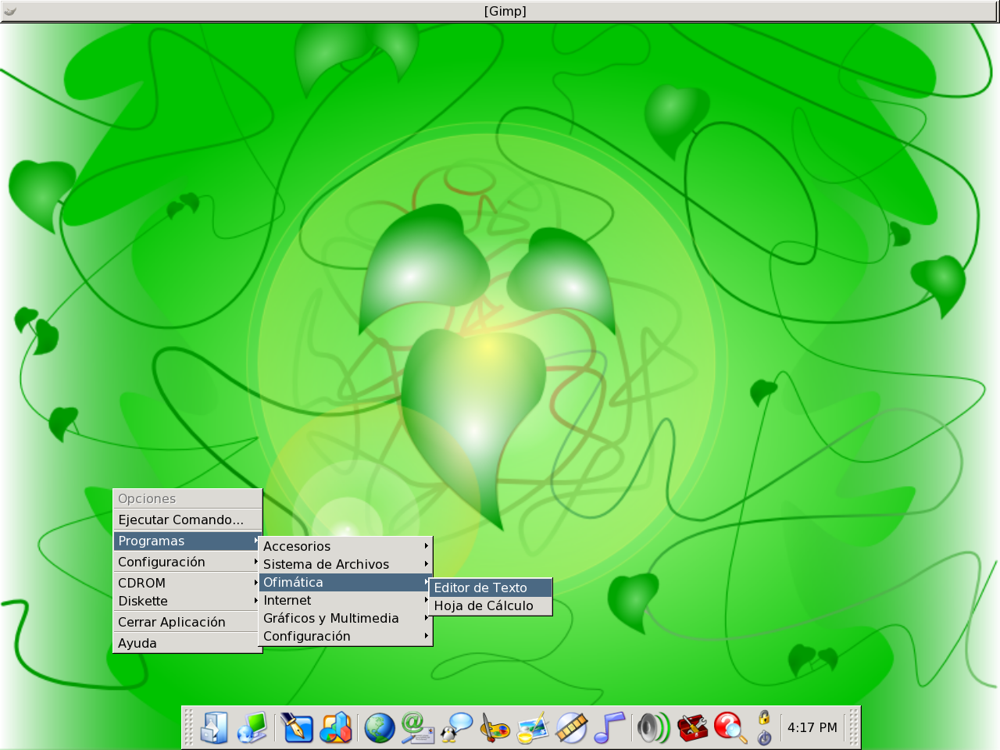 [Gimp]
Opciones
Ejecutar Comando...
Programas
Configuración
CDROM
Diskette
Cerrar Aplicación
Ayuda
Accesorios
Sistema de Archivos
Ofimática
Internet
Gráficos y Multimedia
Configuración
Editor de Texto
Hoja de Cálculo
4:17 PM